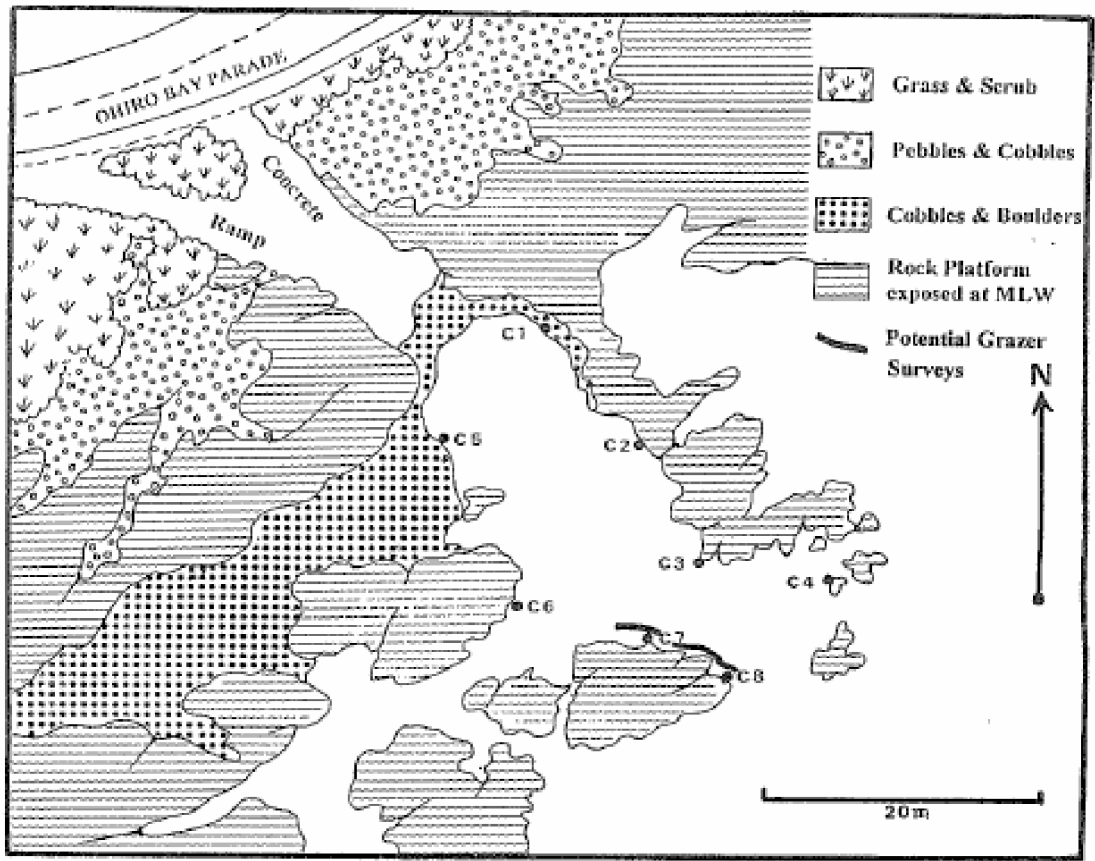 OHIRO BAY PARADE
Grass & Scrub
Pebbles & Cobbles
Concrete
Cobbles & Boulders
Ramp
Rock Platform
exposed at MLW
C1
Potential Grazer
Surveys
N
C5
C2
C3
C4
C6
C7
C8
20m